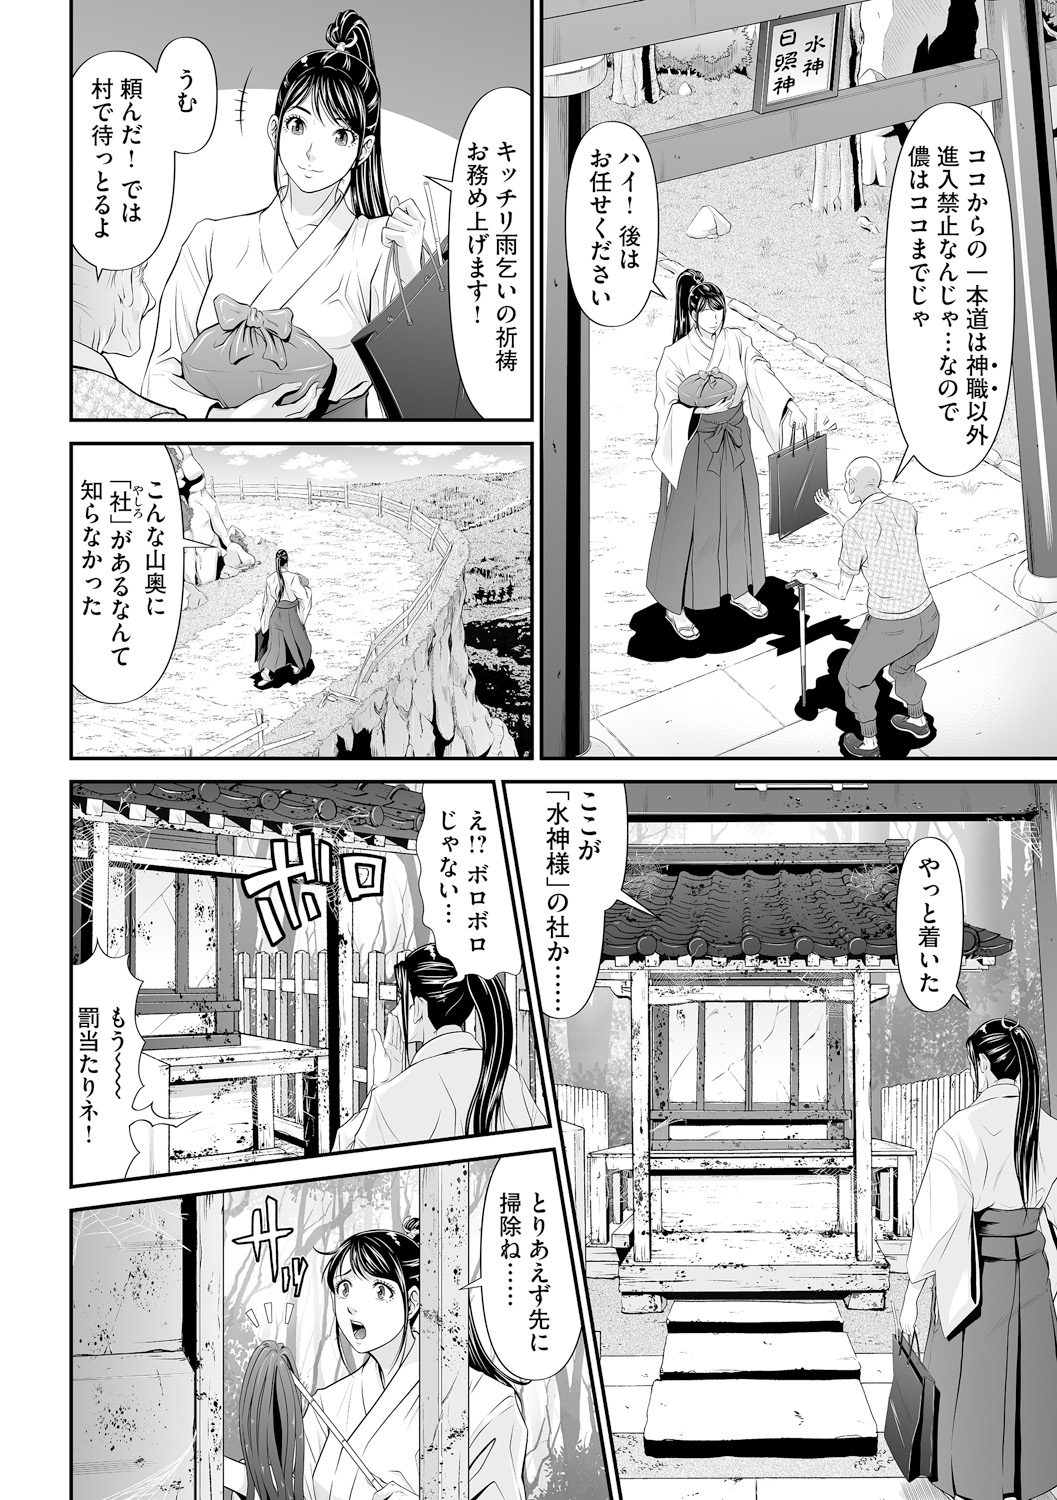 水神
日照神
ココからの一本道は神職以外
進入禁止なんじゃ…なので
儂はココまでじゃ
ハイ！後は
お任せください
キッチリ雨乞いの祈祷
お務め上げます！
うむ
頼んだ！では
村で待っとるよ
こんな山奥に
「社」があるなんて
やしろ
知らなかった
やっと着いた
ここが
「水神様」の社か……
え!?ボロボロ
じゃない…
ボロ
もう〜〜
罰当たりネ！
とりあえず先に
掃除ね……
サッ